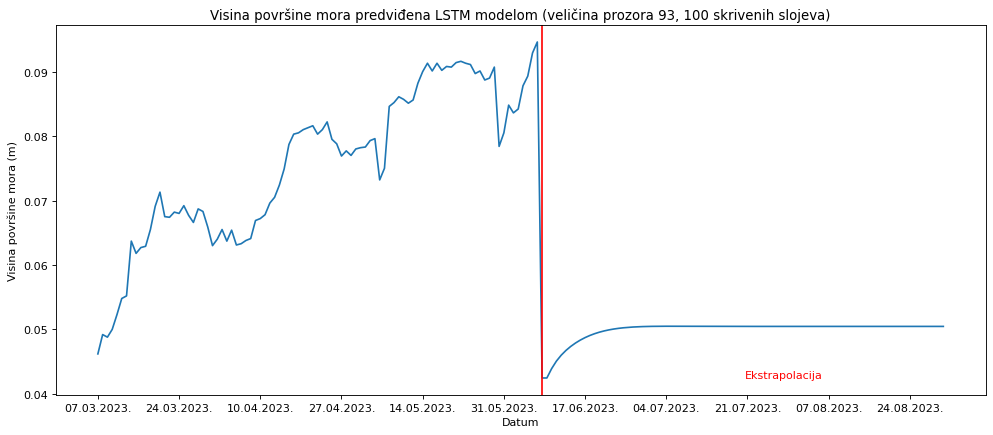 Visina površine mora predviđena LSTM modelom (veličina prozora 93, 100 skrivenih slojeva)
Visina površine mora (m)
0.09
0.08
0.07
0.06
0.05
0.04
Ekstrapolacija
07.03.2023. 24.03.2023. 10.04.2023. 27.04.2023. 14.05.2023. 31.05.2023. 17.06.2023. 04.07.2023. 21.07.2023. 07.08.2023. 24.08.2023.
Datum